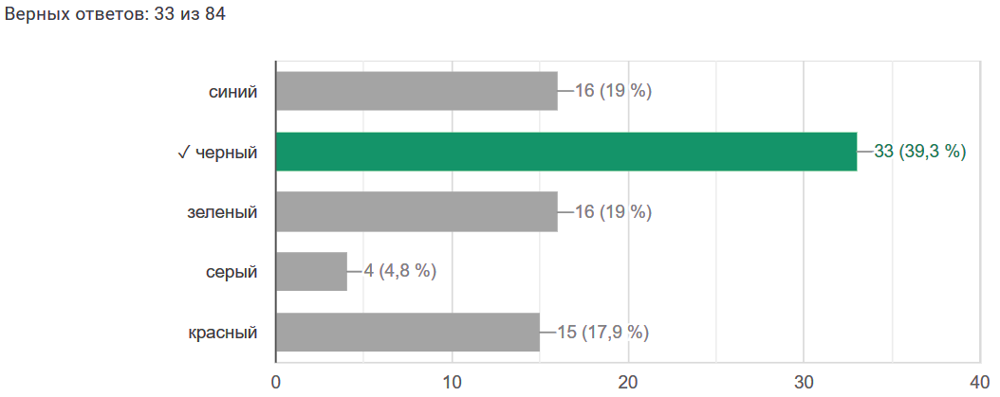 Верных ответов: 33 из 84
синий 16 (19 %)
✓ черный 33 (39,3 %)
зеленый 16 (19 %)
серый 4 (4,8 %)
красный 15 (17,9 %)
0 10 20 30 40